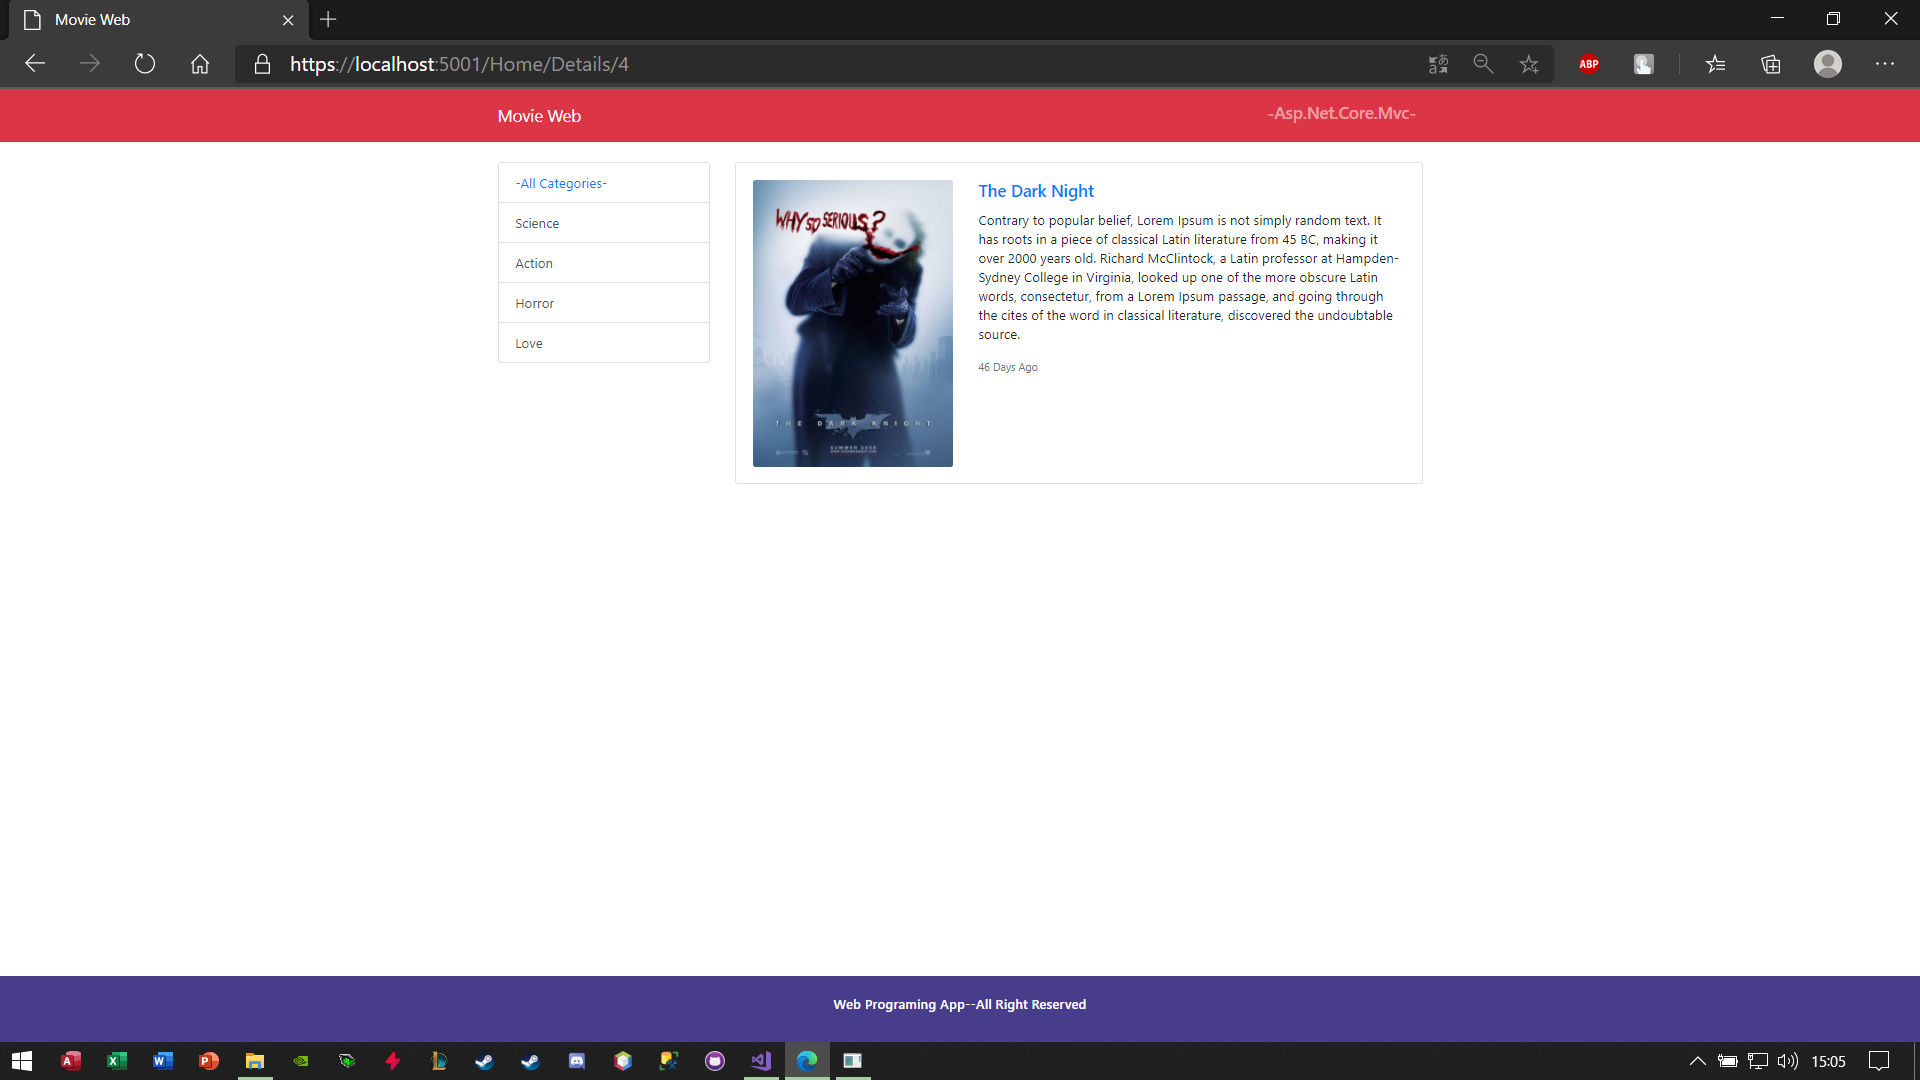 Movie Web
https://localhost:5001/Home/Details/4
ABP
Movie Web
-Asp.Net.Core.Mvc-
-All Categories-
Science
Action
Horror
Love
WHY SO SERIOUS?
THE DARK KNIGHT
SUMMER 2008
The Dark Night
Contrary to popular belief, Lorem Ipsum is not simply random text. It
has roots in a piece of classical Latin literature from 45 BC, making it
over 2000 years old. Richard McClintock, a Latin professor at Hampden-
Sydney College in Virginia, looked up one of the more obscure Latin
words, consectetur, from a Lorem Ipsum passage, and going through
the cites of the word in classical literature, discovered the undoubtable
source.
46 Days Ago
Web Programing App--All Right Reserved
15:05